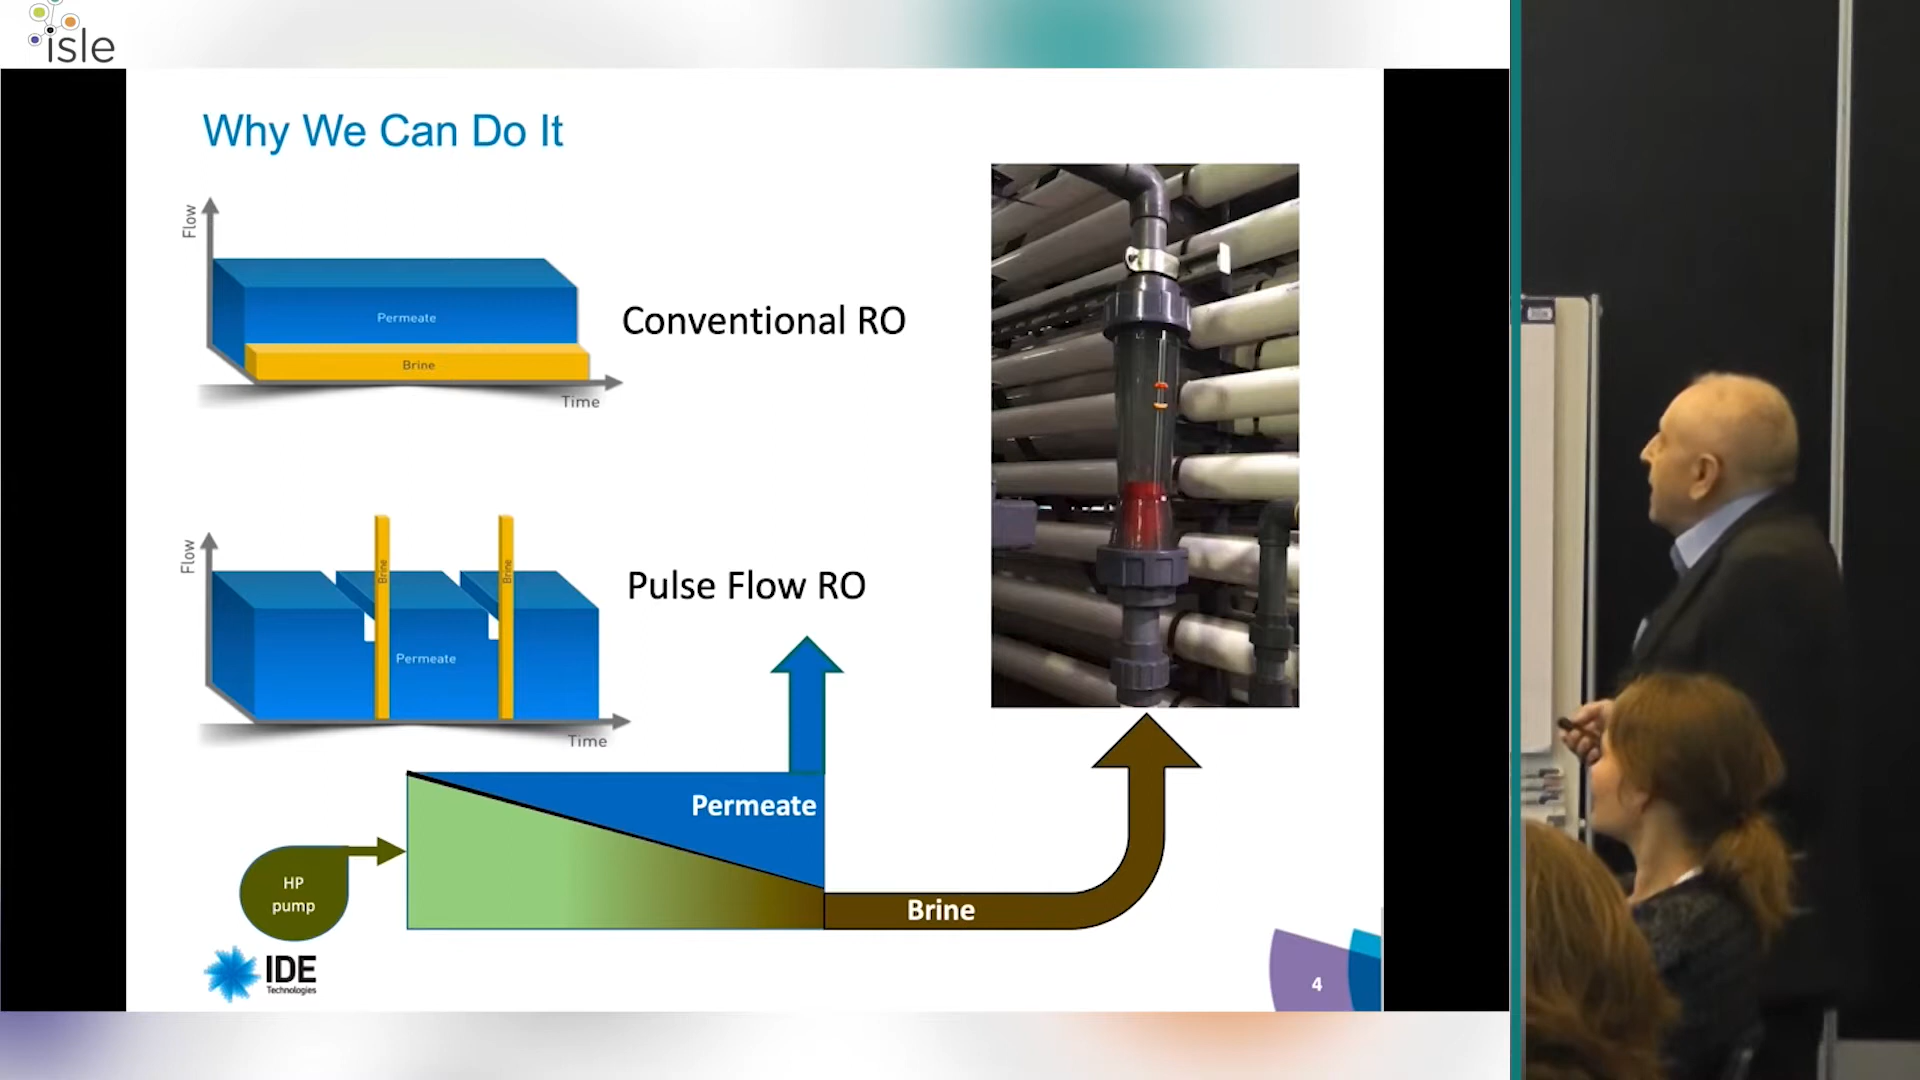 isle
Why We Can Do It
Flow
Permeate
Brine
Time
Conventional RO
Flow
Brine
Brine
Permeate
Time
Pulse Flow RO
Permeate
HP
pump
Brine
IDE
Technologies
4